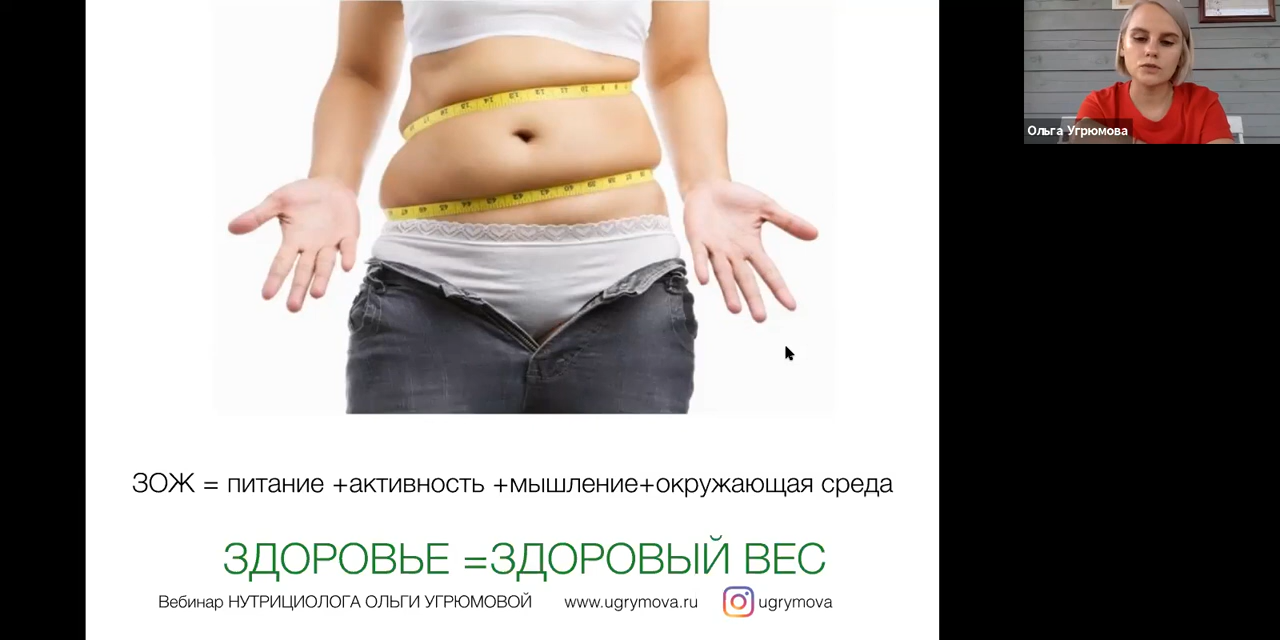 Ольга Угрюмова
ЗОЖ = питание +активность +мышление+окружающая среда
ЗДОРОВЬЕ =ЗДОРОВЫЙ ВЕС
Вебинар НУТРИЦИОЛОГА ОЛЬГИ УГРЮМОВОЙ www.ugrymova.ru ugrymova